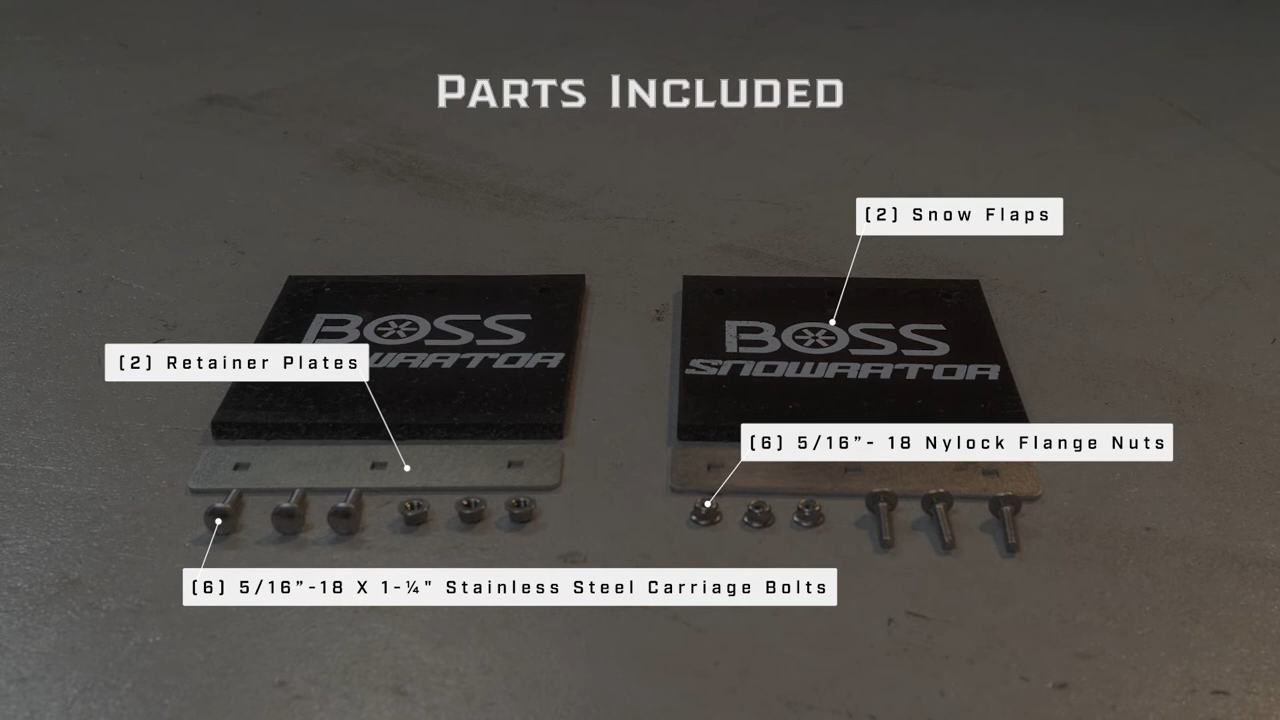 Parts Included
(2) Snow Flaps
BOSS
BOSS
(2) Retainer Plates
SNOWRATOR
(6) 5/16”- 18 Nylock Flange Nuts
(6) 5/16”-18 X 1-¼" Stainless Steel Carriage Bolts